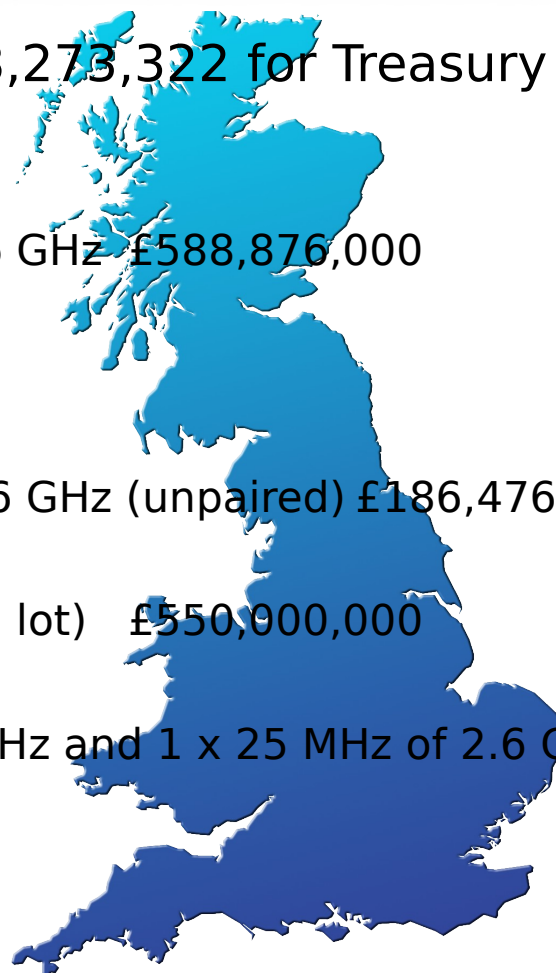 ,273,322 for Treasury
GHz £588,876,000
6 GHz (unpaired) £186,476
lot) £550,000,000
Hz and 1 x 25 MHz of 2.6